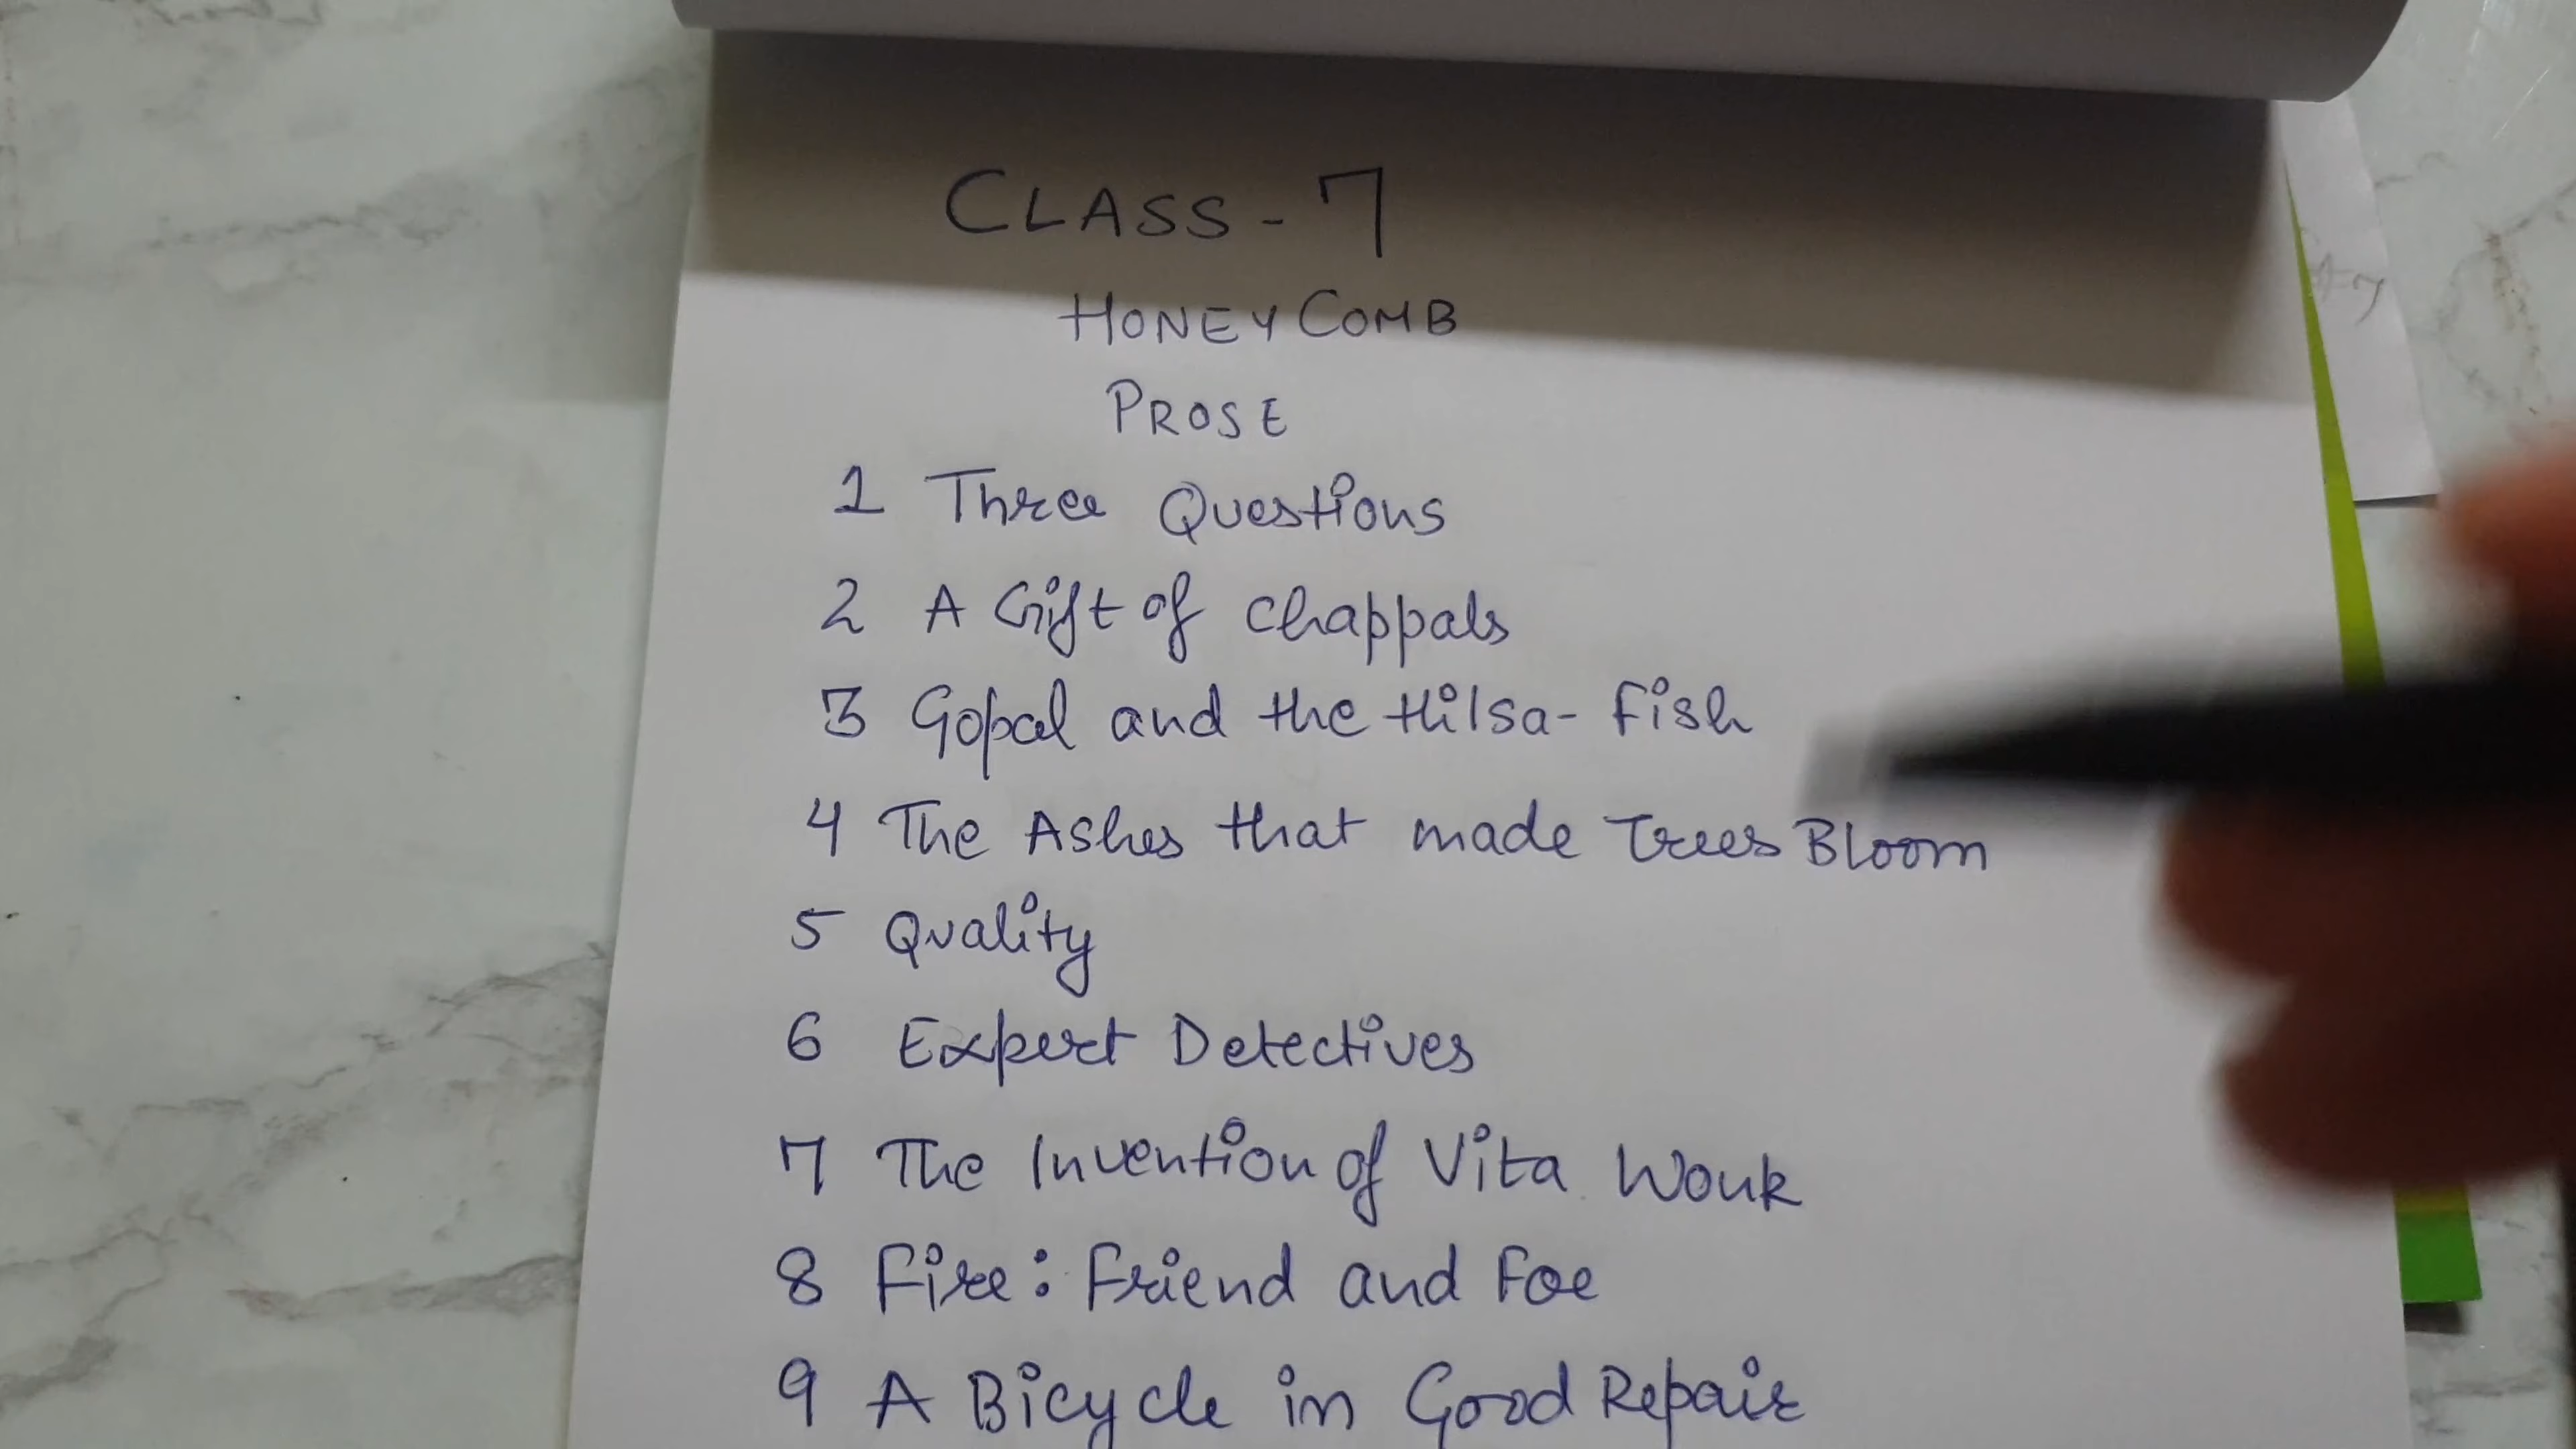 CLASS - 7
HONEYCOMB
PROSE
1 Three Questions
2 A Gift of Chappals
3 Gopal and the Hilsa - Fish
4 The Ashes that made Trees Bloom
5 Quality
6 Expert Detectives
7 The Invention of Vita Wonk
8 Fire: Friend and Foe
9 A Bicycle in Good Repair